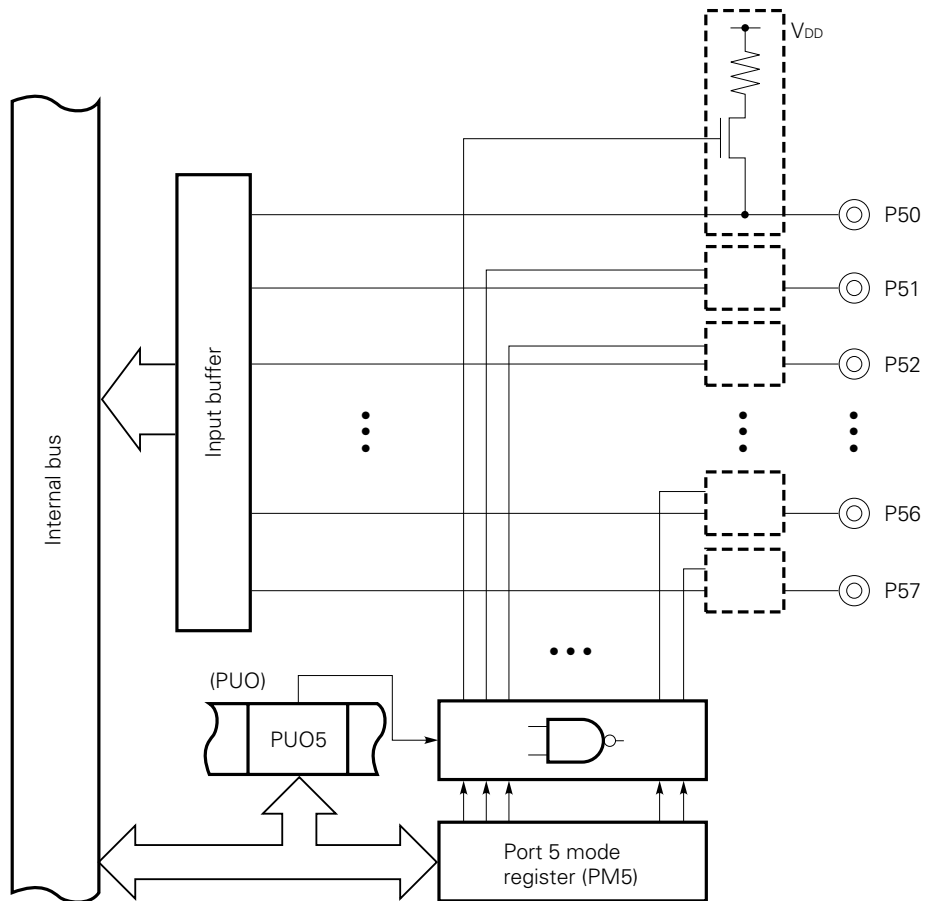 VDD
P50
P51
P52
P56
P57
Internal bus
Input buffer
(PUO)
PUO5
Port 5 mode
register (PM5)